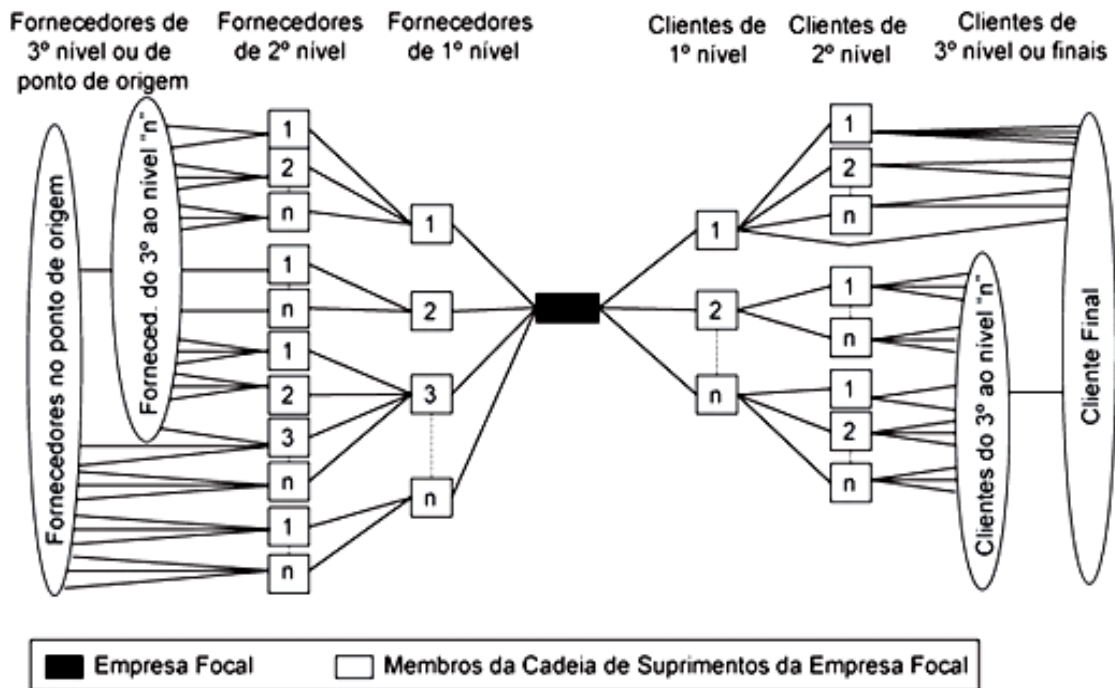 Fornecedores de
3º nível ou de
ponto de origem
Fornecedores
de 2º nível
Fornecedores
de 1º nível
Clientes de
1º nível
Clientes de
2º nível
Clientes de
3º nível ou finais
Fornecedores no ponto de origem
Forneced. do 3º ao nível "n"
1
2
n
1
n
1
2
3
n
1
n
1
2
3
n
1
2
n
1
2
n
1
n
1
2
n
Clientes do 3º ao nível "n"
Cliente Final
Empresa Focal
Membros da Cadeia de Suprimentos da Empresa Focal